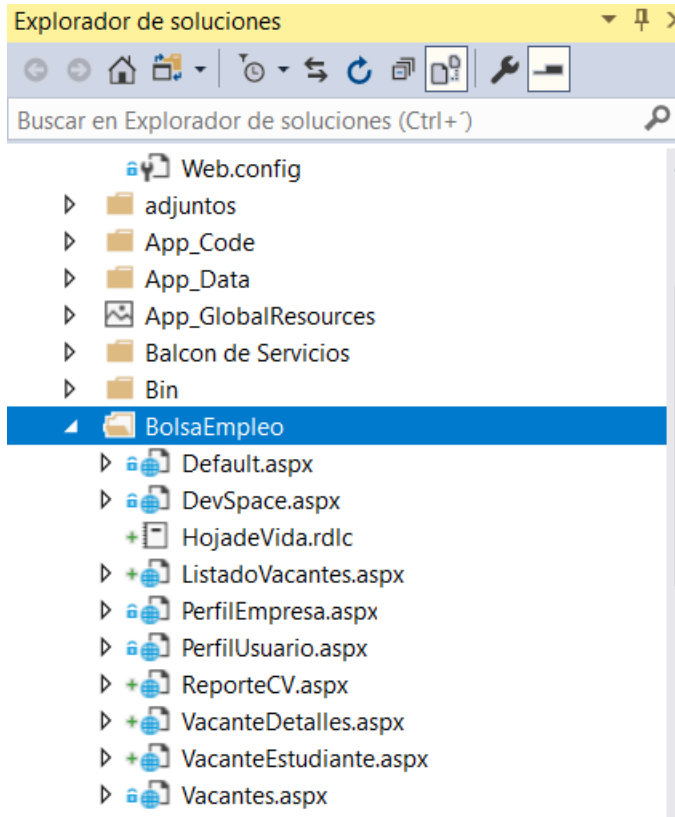 Explorador de soluciones
Buscar en Explorador de soluciones (Ctrl+´)
Web.config
adjuntos
App_Code
App_Data
App_GlobalResources
Balcon de Servicios
Bin
BolsaEmpleo
Default.aspx
DevSpace.aspx
HojadeVida.rdlc
ListadoVacantes.aspx
PerfilEmpresa.aspx
PerfilUsuario.aspx
ReporteCV.aspx
VacanteDetalles.aspx
VacanteEstudiante.aspx
Vacantes.aspx